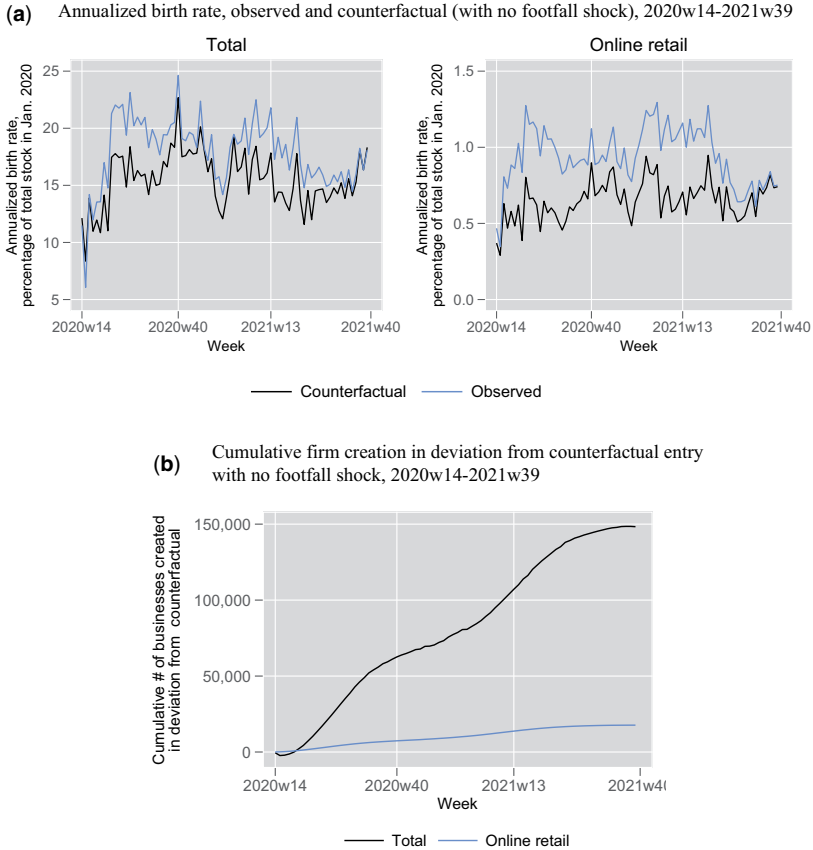 (a) Annualized birth rate, observed and counterfactual (with no footfall shock), 2020w14-2021w39
Total
Annualized birth rate,
percentage of total stock in Jan. 2020
25
20
15
10
5
2020w14 2020w40 2021w13 2021w40
Week
Online retail
Annualized birth rate,
percentage of total stock in Jan. 2020
1.5
1.0
0.5
0.0
2020w14 2020w40 2021w13 2021w40
Week
Counterfactual Observed
(b) Cumulative firm creation in deviation from counterfactual entry
with no footfall shock, 2020w14-2021w39
Cumulative # of businesses created
in deviation from counterfactual
150,000
100,000
50,000
0
2020w14 2020w40 2021w13 2021w4(
Week
Total Online retail